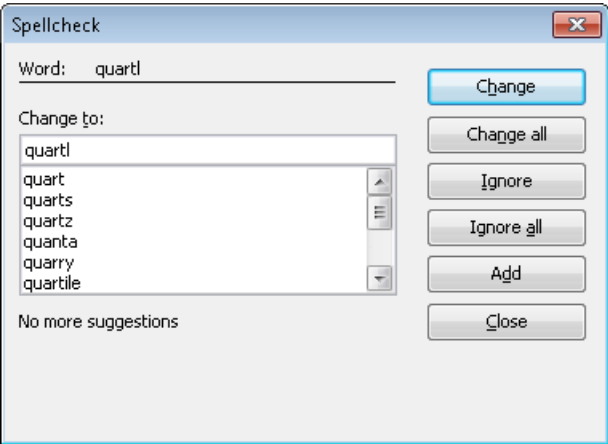 Spellcheck
Word: quartl
Change to:
quartl
quart
quarts
quartz
quanta
quarry
quartile
No more suggestions
Change
Change all
Ignore
Ignore all
Add
Close